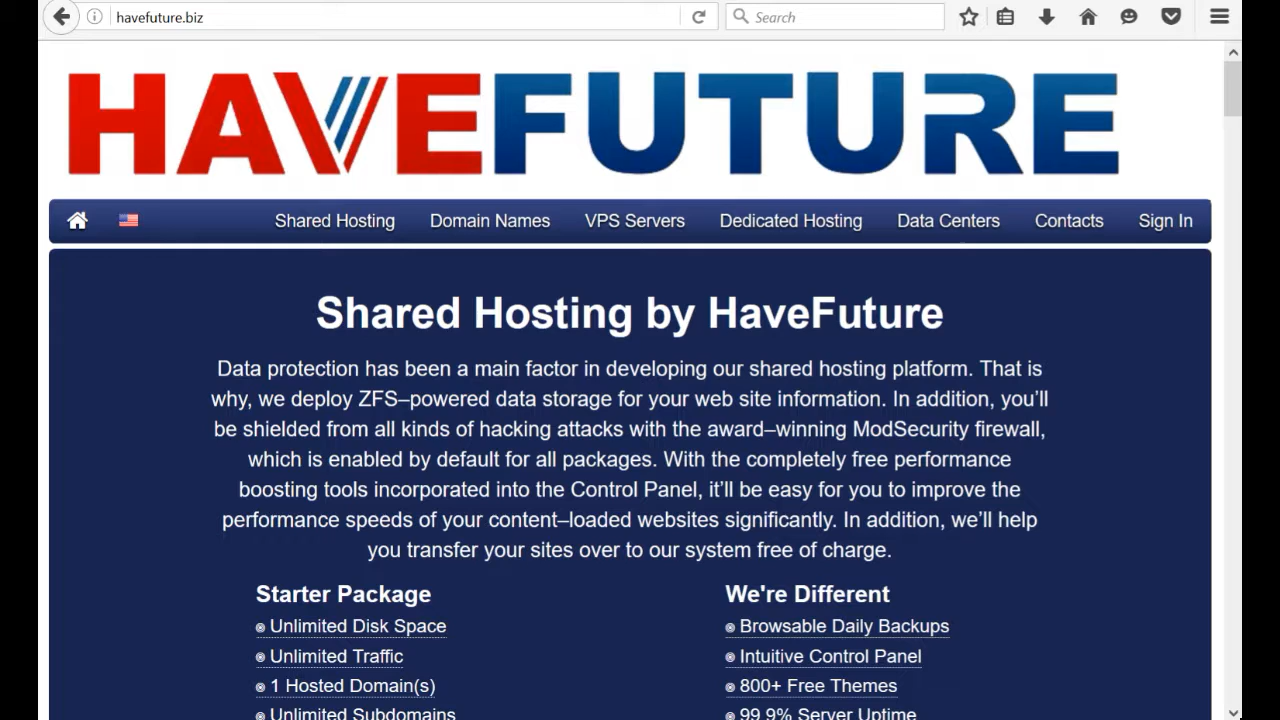 havefuture.biz
Search
HAVEFUTURE
Shared Hosting Domain Names VPS Servers Dedicated Hosting Data Centers Contacts Sign In
Shared Hosting by HaveFuture
Data protection has been a main factor in developing our shared hosting platform. That is
why, we deploy ZFS–powered data storage for your web site information. In addition, you’ll
be shielded from all kinds of hacking attacks with the award–winning ModSecurity firewall,
which is enabled by default for all packages. With the completely free performance
boosting tools incorporated into the Control Panel, it’ll be easy for you to improve the
performance speeds of your content–loaded websites significantly. In addition, we’ll help
you transfer your sites over to our system free of charge.
Starter Package
Unlimited Disk Space
Unlimited Traffic
1 Hosted Domain(s)
Unlimited Subdomains
We're Different
Browsable Daily Backups
Intuitive Control Panel
800+ Free Themes
99.9% Server Uptime